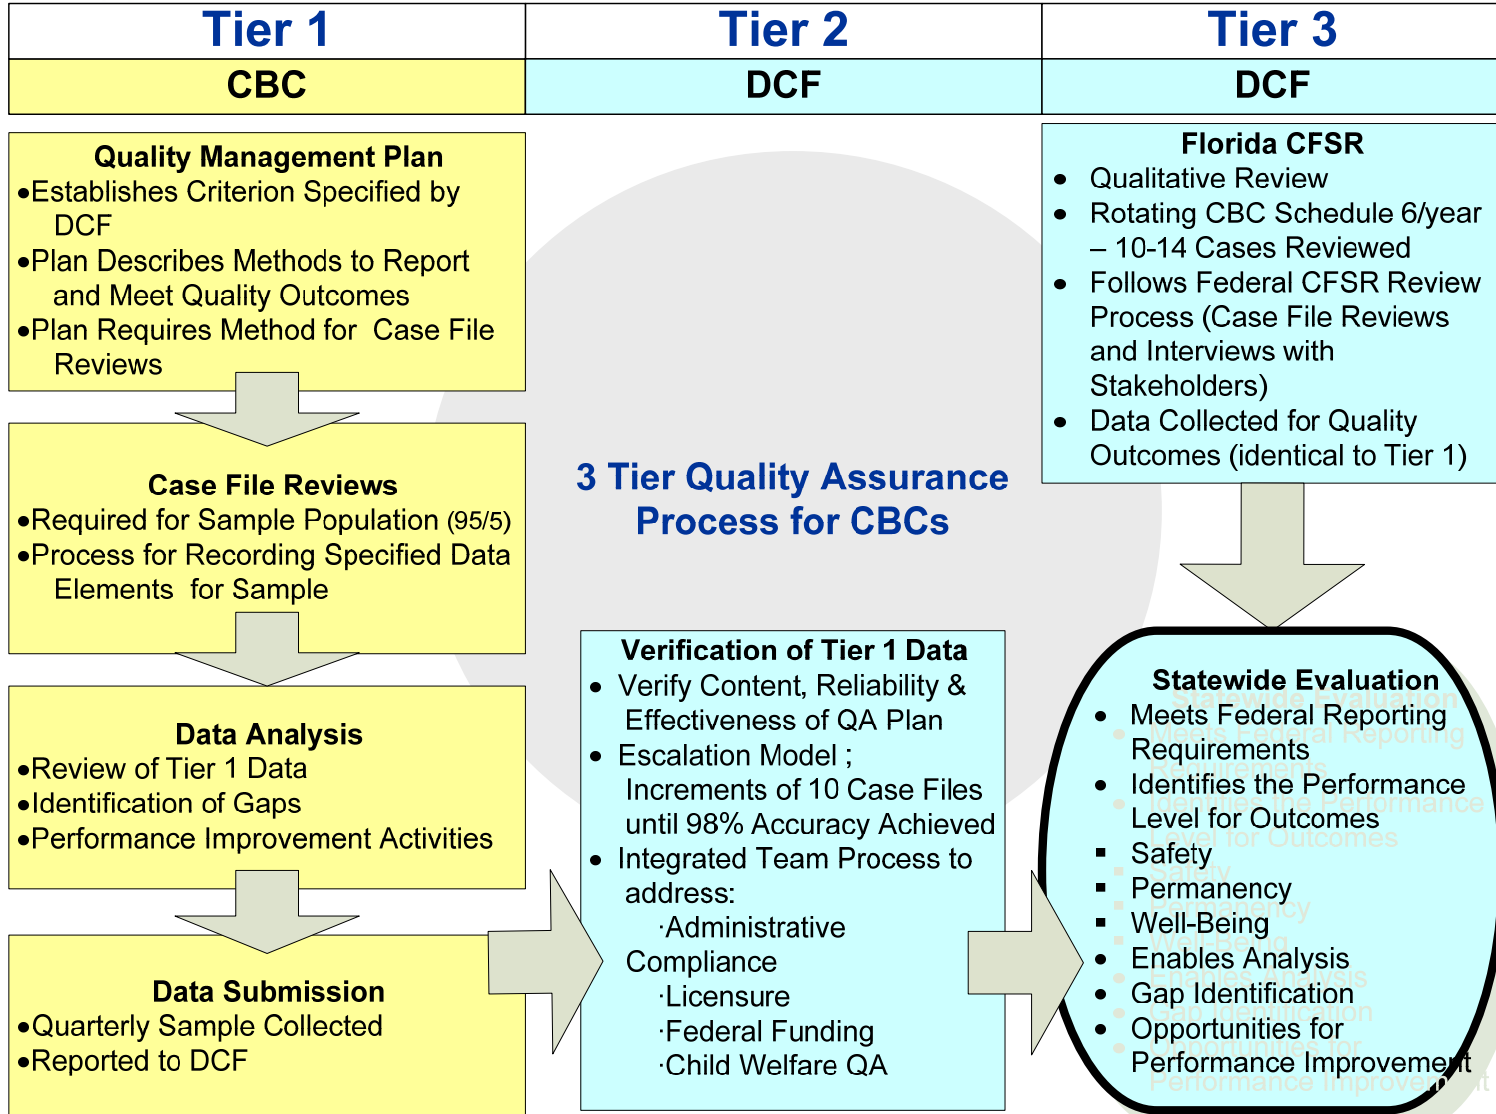 Tier 1
Tier 2
Tier 3
CBC
DCF
DCF
Quality Management Plan
•Establishes Criterion Specified by
DCF
•Plan Describes Methods to Report
and Meet Quality Outcomes
•Plan Requires Method for Case File
Reviews
Case File Reviews
•Required for Sample Population (95/5)
•Process for Recording Specified Data
Elements for Sample
Data Analysis
•Review of Tier 1 Data
•Identification of Gaps
•Performance Improvement Activities
Data Submission
•Quarterly Sample Collected
•Reported to DCF
3 Tier Quality Assurance
Process for CBCs
Verification of Tier 1 Data
• Verify Content, Reliability &
Effectiveness of QA Plan
• Escalation Model ;
Increments of 10 Case Files
until 98% Accuracy Achieved
• Integrated Team Process to
address:
·Administrative
Compliance
·Licensure
·Federal Funding
·Child Welfare QA
Florida CFSR
• Qualitative Review
• Rotating CBC Schedule 6/year
– 10-14 Cases Reviewed
• Follows Federal CFSR Review
Process (Case File Reviews
and Interviews with
Stakeholders)
• Data Collected for Quality
Outcomes (identical to Tier 1)
Statewide Evaluation
• Meets Federal Reporting
Requirements
• Identifies the Performance
Level for Outcomes
▪ Safety
▪ Permanency
▪ Well-Being
• Enables Analysis
• Gap Identification
• Opportunities for
Performance Improvement